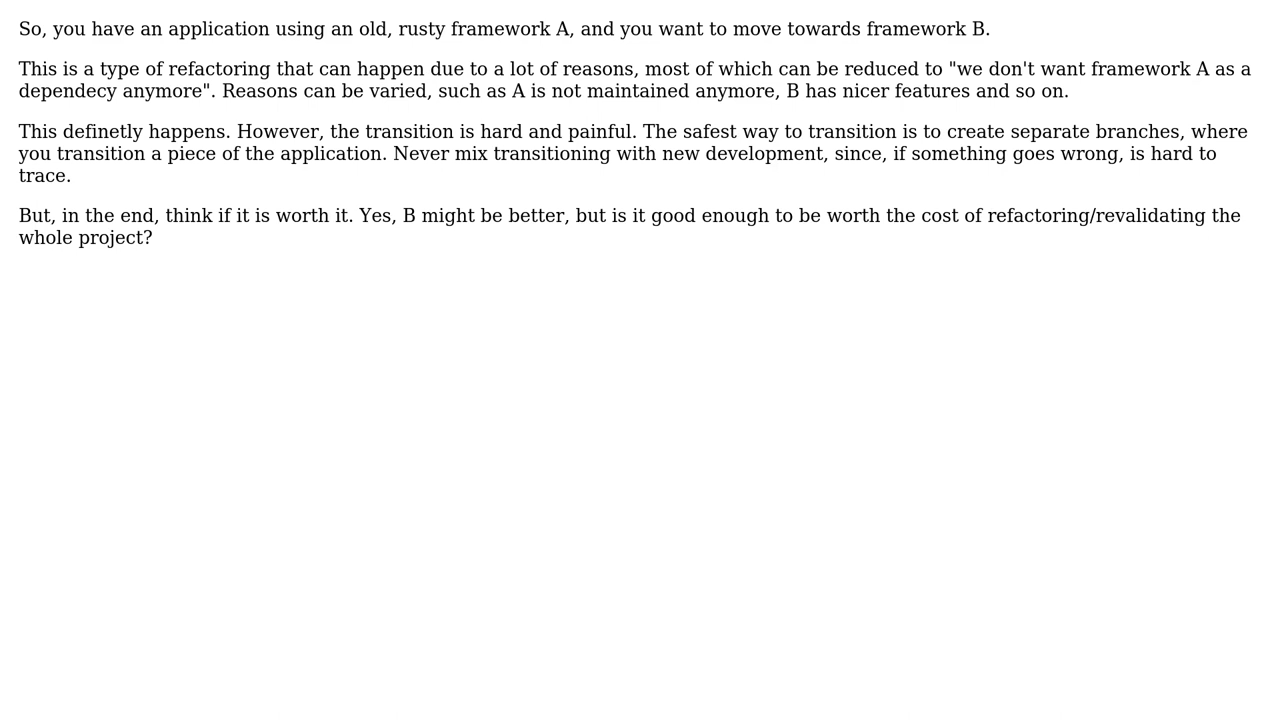 So, you have an application using an old, rusty framework A, and you want to move towards framework B.
This is a type of refactoring that can happen due to a lot of reasons, most of which can be reduced to "we don't want framework A as a
dependecy anymore". Reasons can be varied, such as A is not maintained anymore, B has nicer features and so on.
This definetly happens. However, the transition is hard and painful. The safest way to transition is to create separate branches, where
you transition a piece of the application. Never mix transitioning with new development, since, if something goes wrong, is hard to
trace.
But, in the end, think if it is worth it. Yes, B might be better, but is it good enough to be worth the cost of refactoring/revalidating the
whole project?